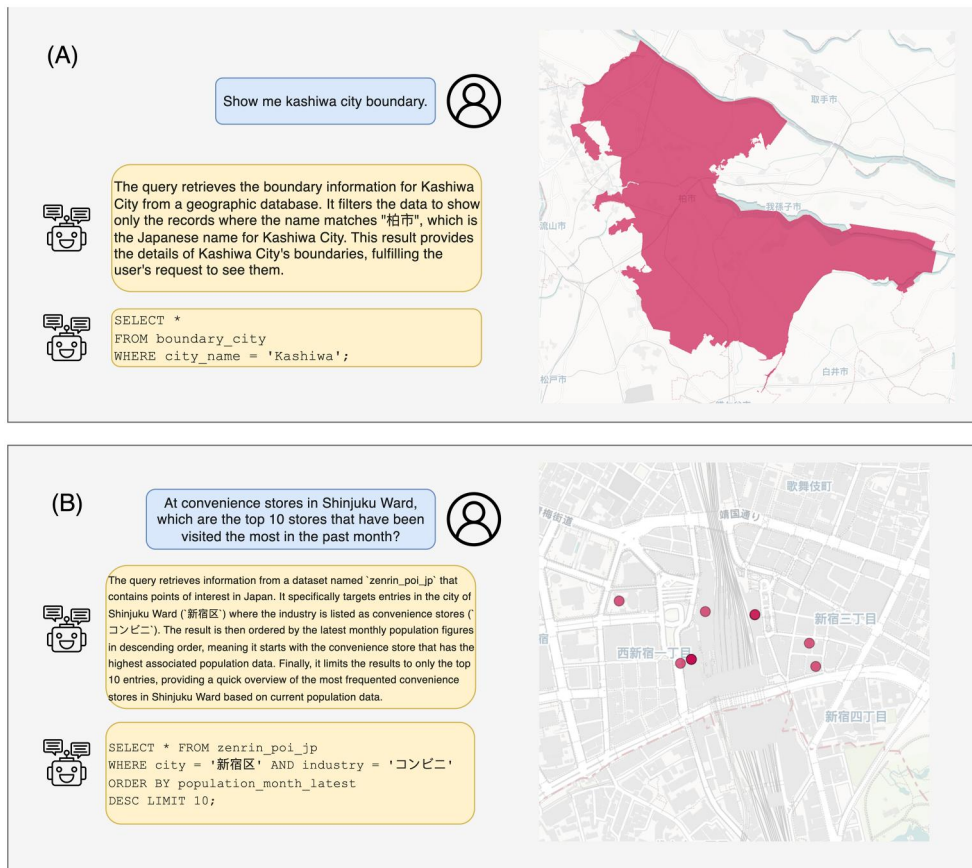 (A)
Show me kashiwa city boundary.
The query retrieves the boundary information for Kashiwa
City from a geographic database. It filters the data to show
only the records where the name matches "柏市", which is
the Japanese name for Kashiwa City. This result provides
the details of Kashiwa City's boundaries, fulfilling the
user's request to see them.
SELECT *
FROM boundary_city
WHERE city_name = 'Kashiwa';
取手市
柏市
我孫子市
流山市
白井市
松戸市
(B)
At convenience stores in Shinjuku Ward,
which are the top 10 stores that have been
visited the most in the past month?
The query retrieves information from a dataset named `zenrin_poi_jp` that
contains points of interest in Japan. It specifically targets entries in the city of
Shinjuku Ward (`新宿区`) where the industry is listed as convenience stores (`
コンビニ`). The result is then ordered by the latest monthly population figures
in descending order, meaning it starts with the convenience store that has the
highest associated population data. Finally, it limits the results to only the top
10 entries, providing a quick overview of the most frequented convenience
stores in Shinjuku Ward based on current population data.
SELECT * FROM zenrin_poi_jp
WHERE city = '新宿区' AND industry = 'コンビニ'
ORDER BY population_month_latest
DESC LIMIT 10;
歌舞伎町
靖国通り
梅街道
新宿三丁目
宿
西新宿一丁目
新宿四丁目